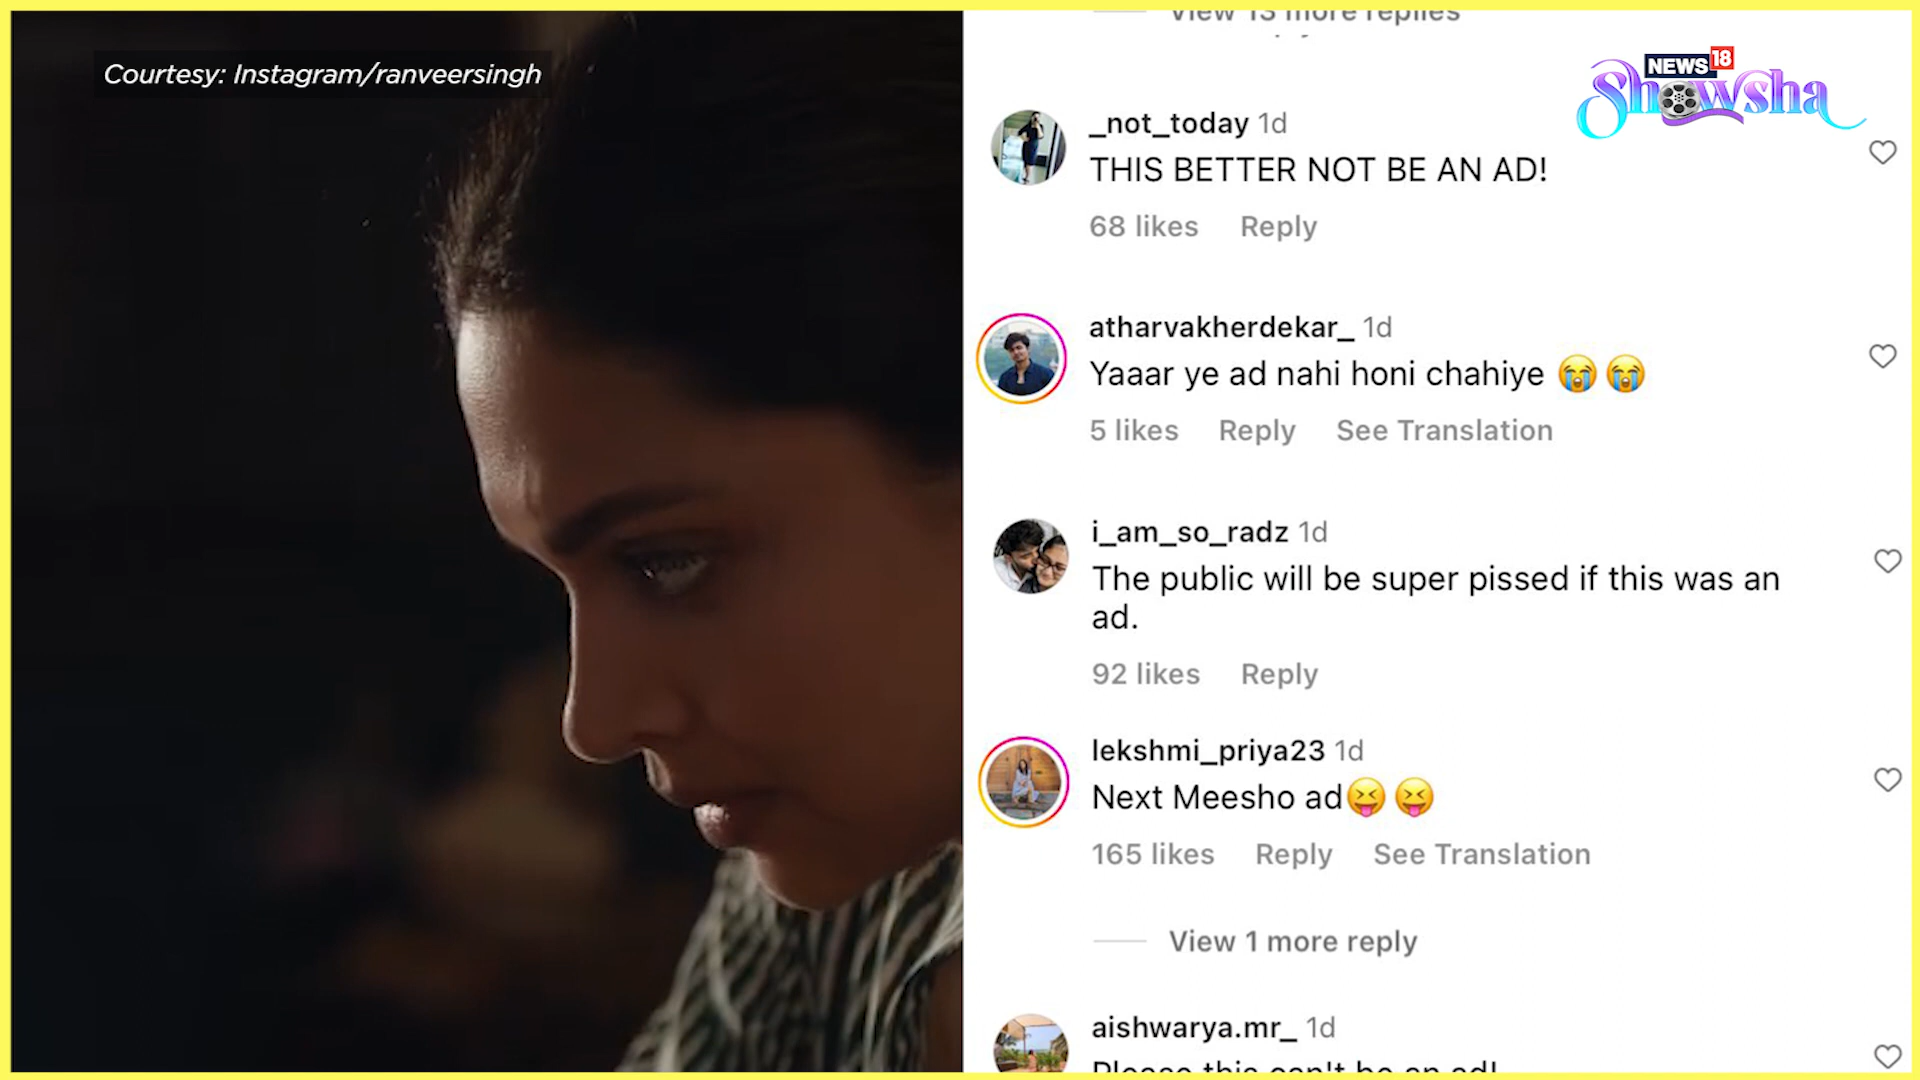 Courtesy: Instagram/ranveersingh
View 13 more replies
NEWS 18
Showsha
_not_today 1d
THIS BETTER NOT BE AN AD!
68 likes Reply
atharvakherdekar_ 1d
Yaaar ye ad nahi honi chahiye 😭😭
5 likes Reply See Translation
i_am_so_radz 1d
The public will be super pissed if this was an
ad.
92 likes Reply
lekshmi_priya23 1d
Next Meesho ad😝😝
165 likes Reply See Translation
View 1 more reply
aishwarya.mr_ 1d
Please this can't be an ad!